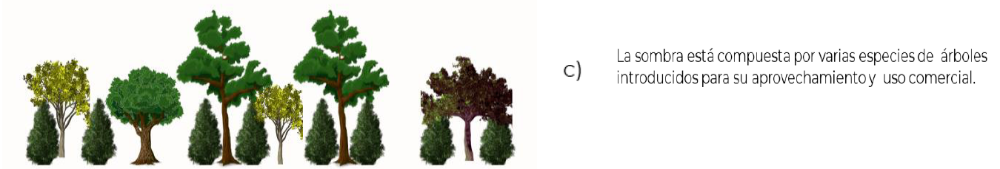 c)
La sombra está compuesta por varias especies de árboles
introducidos para su aprovechamiento y uso comercial.